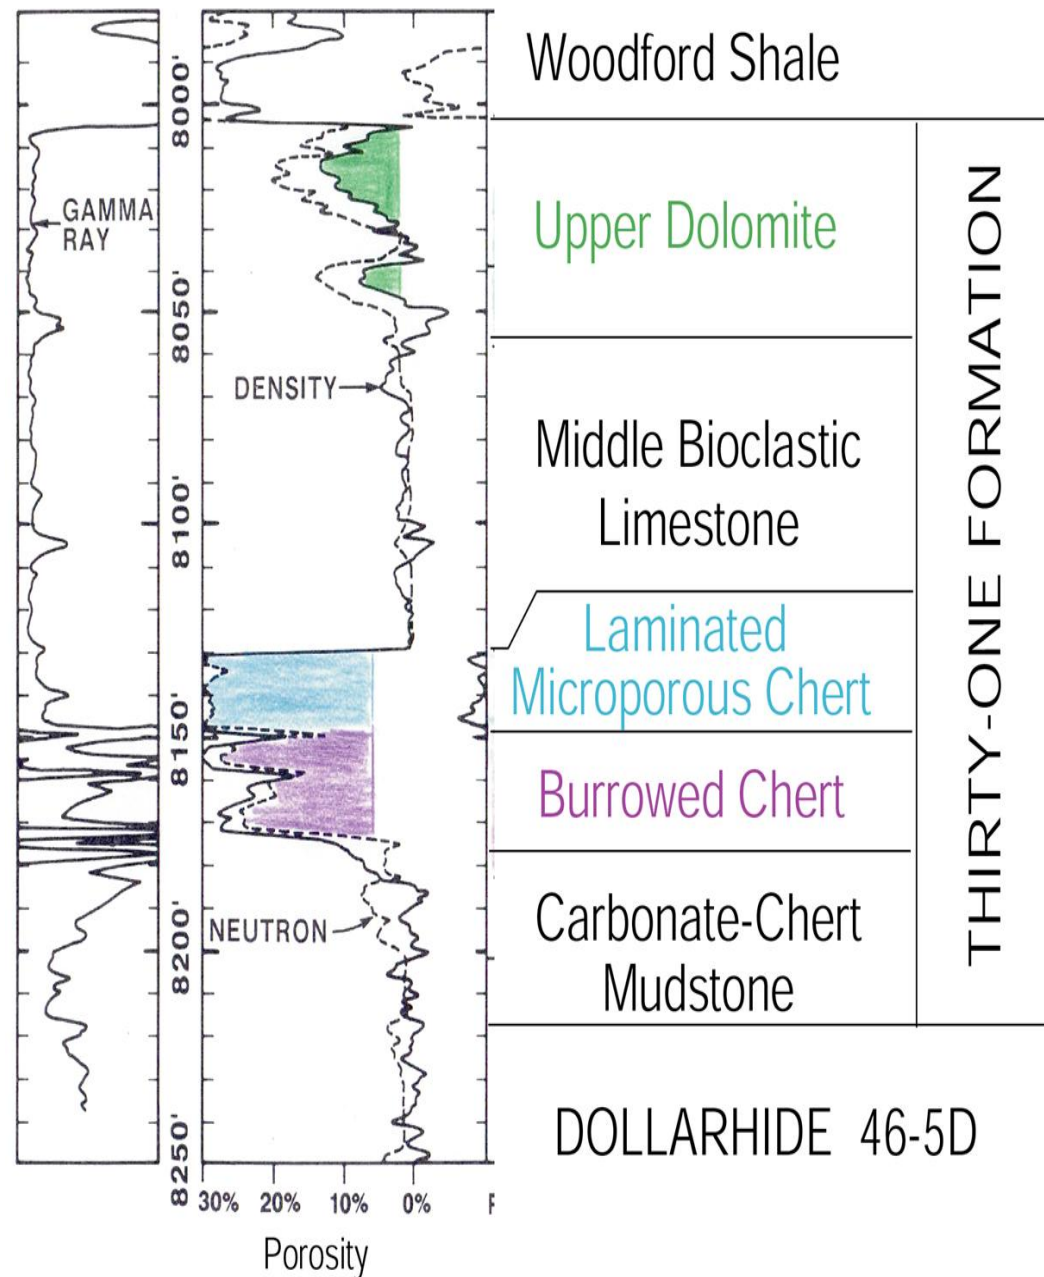 Woodford Shale
8000'
GAMMA
RAY
Upper Dolomite
8050'
DENSITY
Middle Bioclastic
Limestone
8100'
Laminated
Microporous Chert
8150'
Burrowed Chert
NEUTRON
Carbonate-Chert
Mudstone
8200'
THIRTY-ONE FORMATION
DOLLARHIDE 46-5D
8250'
30% 20% 10% 0%
Porosity